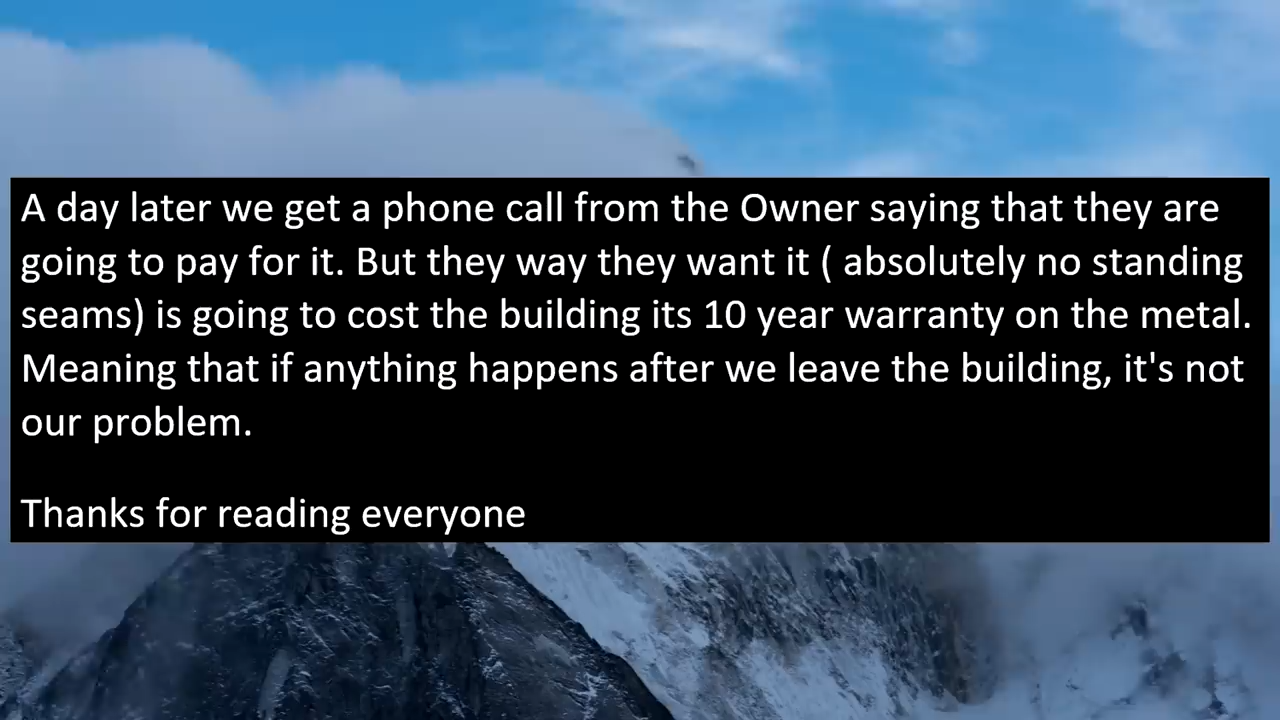 A day later we get a phone call from the Owner saying that they are
going to pay for it. But they way they want it ( absolutely no standing
seams) is going to cost the building its 10 year warranty on the metal.
Meaning that if anything happens after we leave the building, it's not
our problem.
Thanks for reading everyone